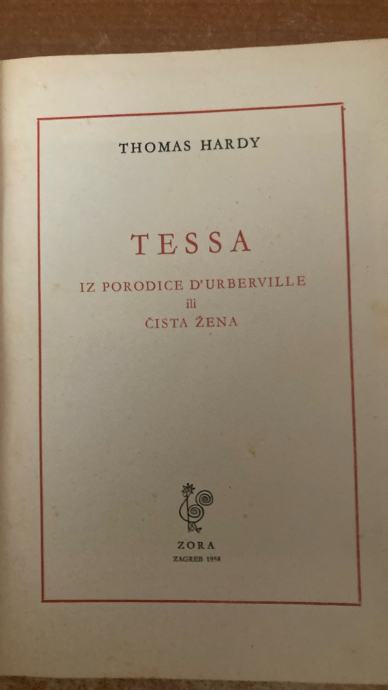 THOMAS HARDY
TESSA
IZ PORODICE D'URBERVILLE
ili
ČISTA ŽENA
ZORA
ZAGREB 1958